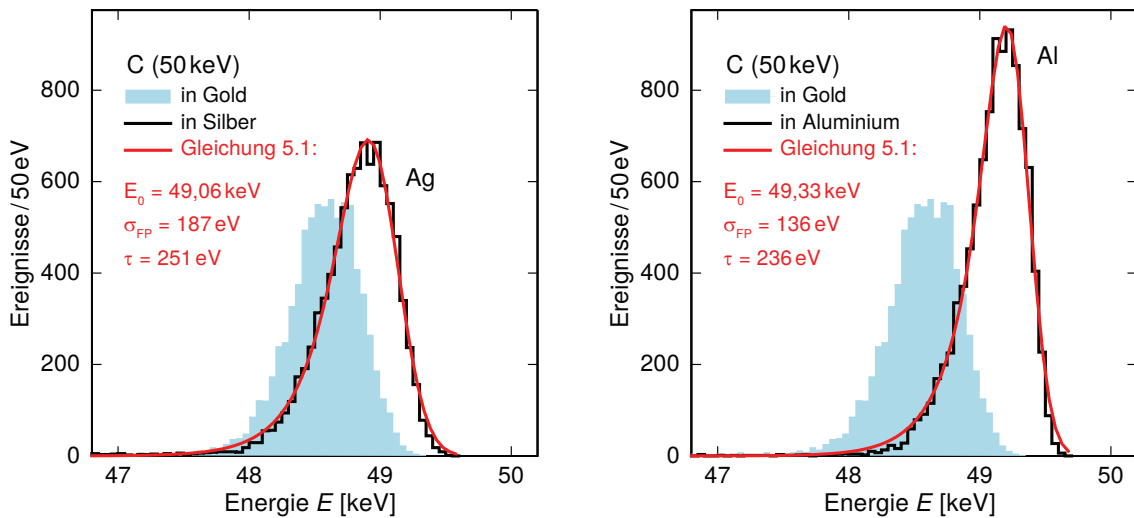 C (50 keV)
in Gold
in Silber
Gleichung 5.1:
E₀ = 49,06 keV
σ_FP = 187 eV
τ = 251 eV
Ag
Ereignisse / 50 eV
0
200
400
600
800
47
48
49
50
Energie E [keV]
C (50 keV)
in Gold
in Aluminium
Gleichung 5.1:
E₀ = 49,33 keV
σ_FP = 136 eV
τ = 236 eV
Al
Ereignisse / 50 eV
0
200
400
600
800
47
48
49
50
Energie E [keV]